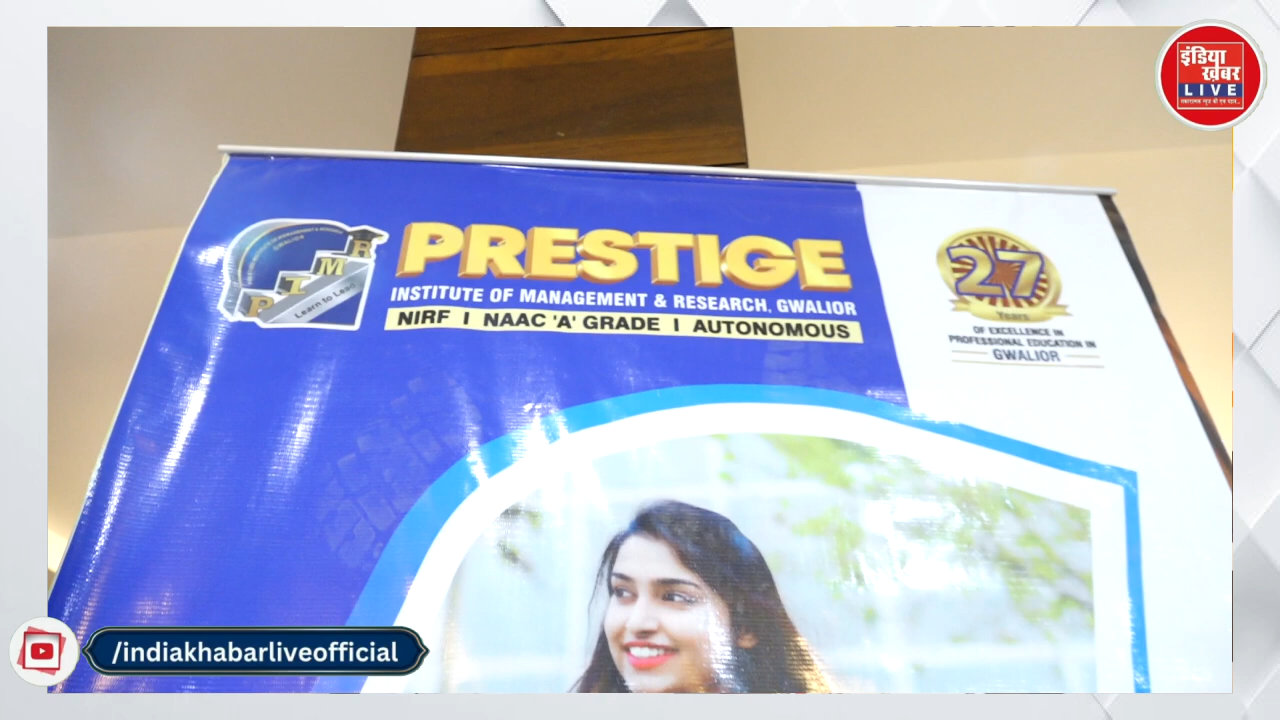 इंडिया
ख़बर
LIVE
PRESTIGE
INSTITUTE OF MANAGEMENT & RESEARCH, GWALIOR
NIRF I NAAC 'A' GRADE I AUTONOMOUS
P I M R
Learn to Lead
27
Years
OF EXCELLENCE IN
PROFESSIONAL EDUCATION IN
GWALIOR
/indiakhabarliveofficial